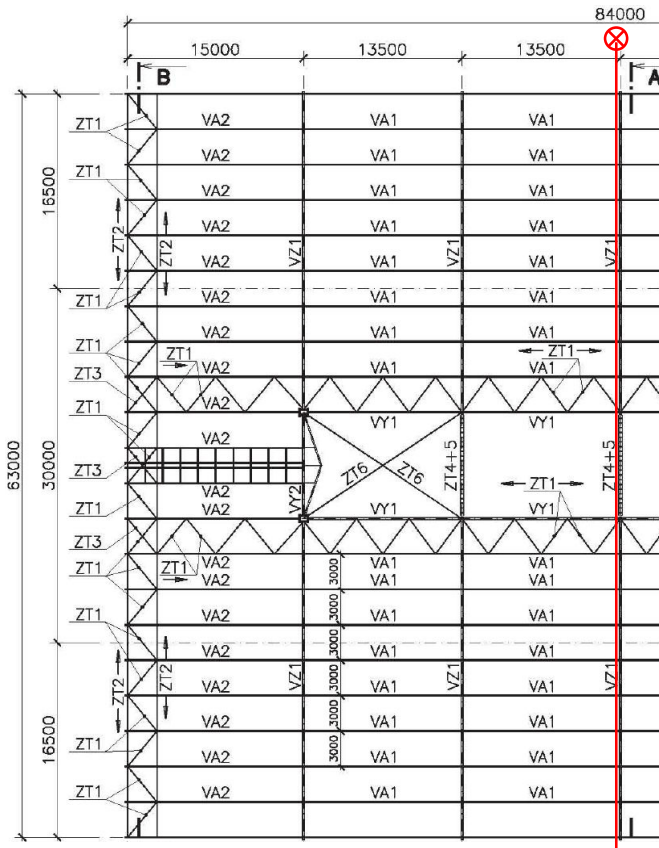 84000
15000 13500 13500
B A
ZT1
VA2 VA1 VA1
ZT1
VA2 VA1 VA1
ZT1
VA2 VA1 VA1
16500
VA2 VA1 VA1
ZT2 ZT2 VZ1 VZ1 VZ1
VA2 VA1 VA1
ZT1
VA2 VA1 VA1
VA2 VA1 VA1
ZT1 ZT1 ZT1
VA2 VA1 VA1
ZT3
VA2
ZT1
VY1 VY1
VA2
63000 30000
ZT3 ZT6 ZT6 ZT4+5 ZT4+5
ZT1
VA2 VY2 ZT1
VA2 VY1 VY1
ZT3
ZT1 ZT1
VA2 VA1 VA1
3000
VA2 VA1 VA1
ZT1
3000
VA2 VA1 VA1
3000
VA2 VA1 VA1
ZT2 ZT2 VZ1 VZ1 VZ1
3000
VA2 VA1 VA1
3000
VA2 VA1 VA1
16500
ZT1
3000
VA2 VA1 VA1
ZT1
VA2 VA1 VA1